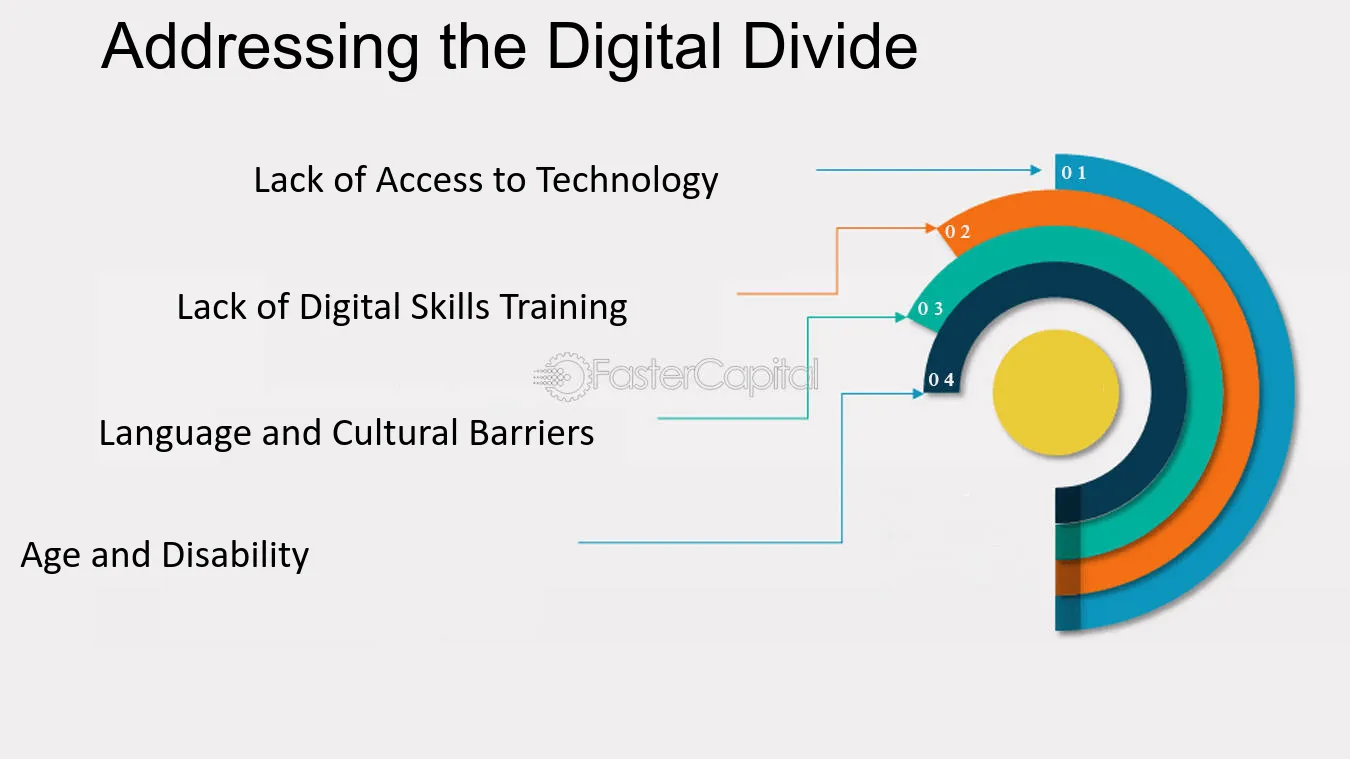 Addressing the Digital Divide
Lack of Access to Technology
0 1
Lack of Digital Skills Training
0 2
Language and Cultural Barriers
0 3
Age and Disability
0 4
FasterCapital